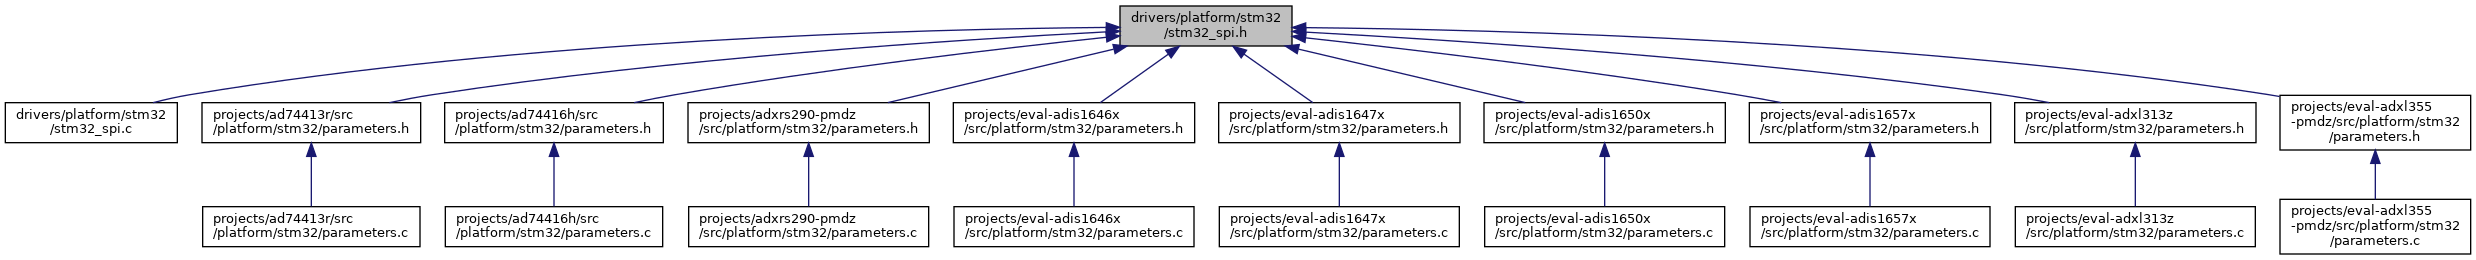 drivers/platform/stm32
/stm32_spi.h
drivers/platform/stm32
/stm32_spi.c
projects/ad74413r/src
/platform/stm32/parameters.h
projects/ad74416h/src
/platform/stm32/parameters.h
projects/adxrs290-pmdz
/src/platform/stm32/parameters.h
projects/eval-adis1646x
/src/platform/stm32/parameters.h
projects/eval-adis1647x
/src/platform/stm32/parameters.h
projects/eval-adis1650x
/src/platform/stm32/parameters.h
projects/eval-adis1657x
/src/platform/stm32/parameters.h
projects/eval-adxl313z
/src/platform/stm32/parameters.h
projects/eval-adxl355
-pmdz/src/platform/stm32
/parameters.h
projects/ad74413r/src
/platform/stm32/parameters.c
projects/ad74416h/src
/platform/stm32/parameters.c
projects/adxrs290-pmdz
/src/platform/stm32/parameters.c
projects/eval-adis1646x
/src/platform/stm32/parameters.c
projects/eval-adis1647x
/src/platform/stm32/parameters.c
projects/eval-adis1650x
/src/platform/stm32/parameters.c
projects/eval-adis1657x
/src/platform/stm32/parameters.c
projects/eval-adxl313z
/src/platform/stm32/parameters.c
projects/eval-adxl355
-pmdz/src/platform/stm32
/parameters.c